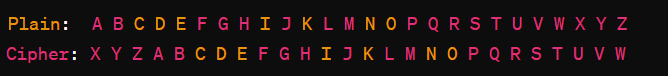 Plain: A B C D E F G H I J K L M N O P Q R S T U V W X Y Z
Cipher: X Y Z A B C D E F G H I J K L M N O P Q R S T U V W